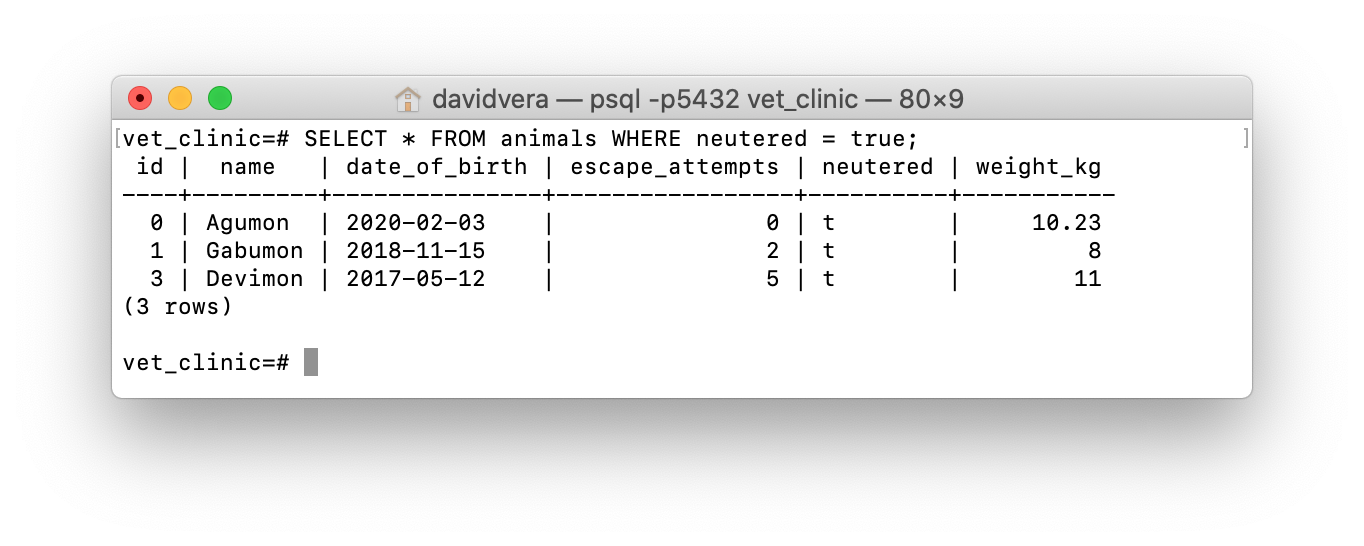 davidvera — psql -p5432 vet_clinic — 80×9
[vet_clinic=# SELECT * FROM animals WHERE neutered = true; ]
 id |  name   | date_of_birth | escape_attempts | neutered | weight_kg
----+---------+---------------+-----------------+----------+-----------
  0 | Agumon  | 2020-02-03    |               0 | t        |     10.23
  1 | Gabumon | 2018-11-15    |               2 | t        |         8
  3 | Devimon | 2017-05-12    |               5 | t        |        11
(3 rows)
vet_clinic=#